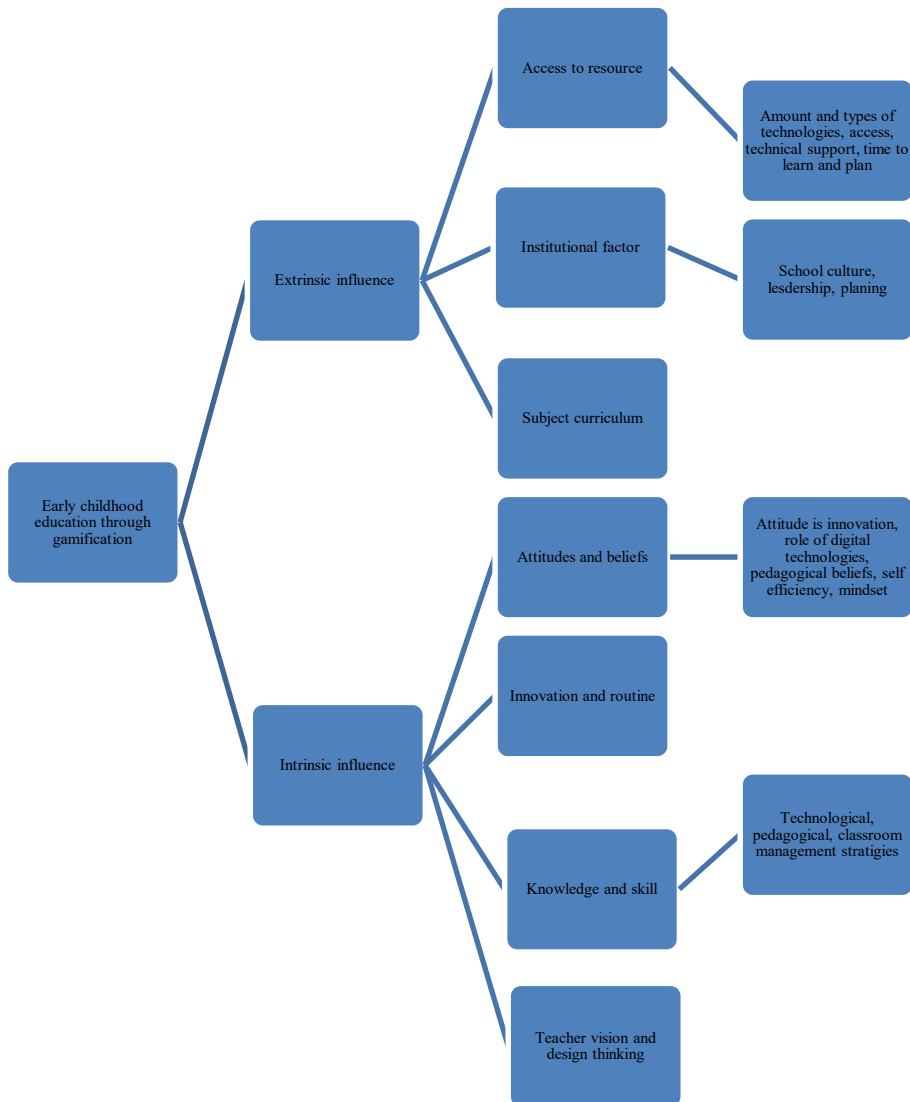 Access to resource
Amount and types of
technologies, access,
technical support, time to
learn and plan
Institutional factor
School culture,
lesdership, planing
Extrinsic influence
Subject curriculum
Early childhood
education through
gamification
Attitudes and beliefs
Attitude is innovation,
role of digital
technologies,
pedagogical beliefs, self
efficiency, mindset
Innovation and routine
Intrinsic influence
Knowledge and skill
Technological,
pedagogical, classroom
management stratigies
Teacher vision and
design thinking